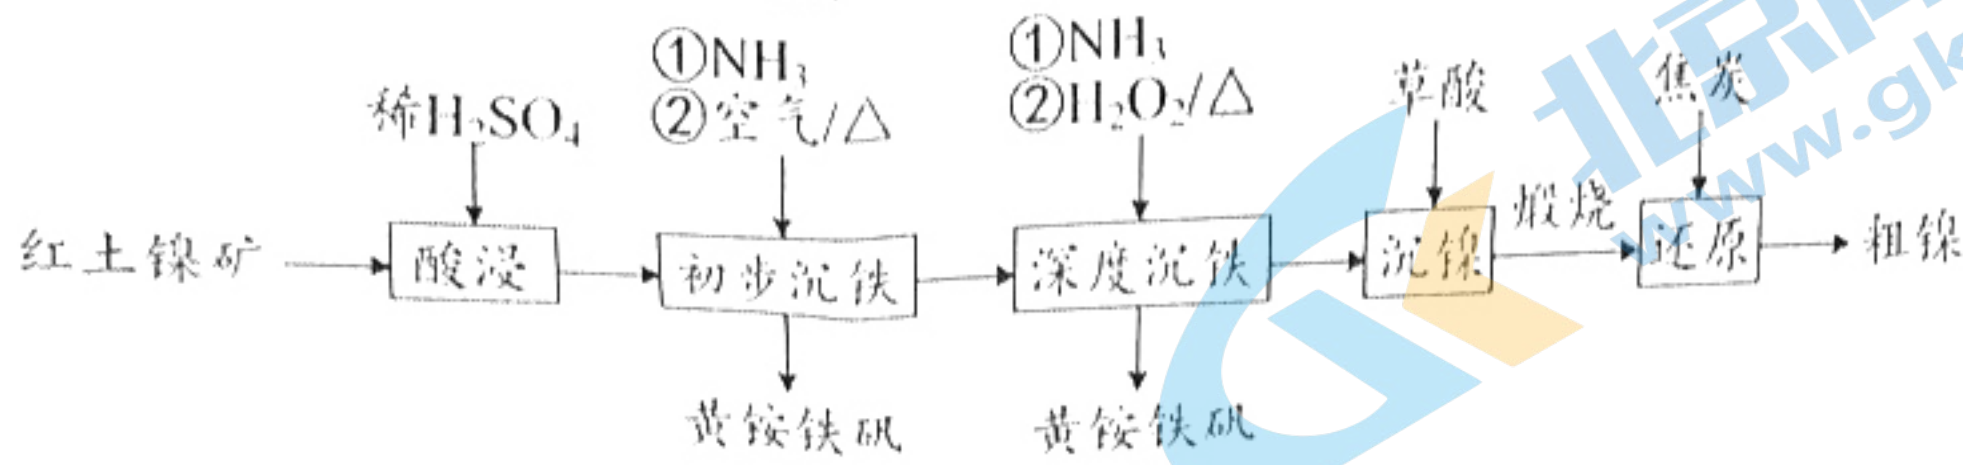 ①NH₃
②空气/△
①NH₃
②H₂O₂/△
稀H₂SO₄
草酸
焦炭
红土镍矿
酸浸
初步沉铁
深度沉铁
沉镍
煅烧
还原
粗镍
黄铵铁矾
黄铵铁矾
北京
www.gk